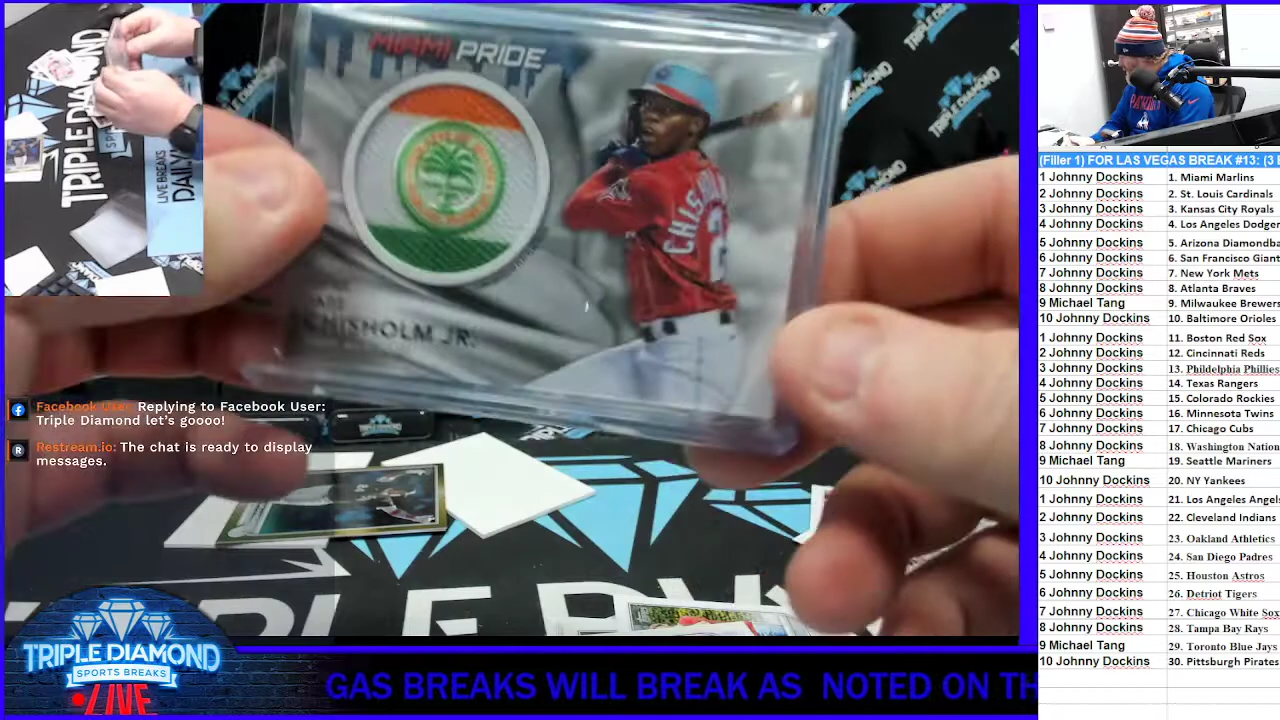 MIAMI PRIDE
CHISHOLM
2
CHISHOLM JR.
TRIPLE DIAMOND
LIVE BREAKS
DAILY
TRIPLE DIAMOND
Facebook User: Replying to Facebook User:
Triple Diamond let's goooo!
Restream.io: The chat is ready to display
messages.
TRIPLE DIAMOND
SPORTS BREAKS
LIVE
GAS BREAKS WILL BREAK AS NOTED ON TH
(Filler 1) FOR LAS VEGAS BREAK #13: (3
1 Johnny Dockins 1. Miami Marlins
2 Johnny Dockins 2. St. Louis Cardinals
3 Johnny Dockins 3. Kansas City Royals
4 Johnny Dockins 4. Los Angeles Dodger
5 Johnny Dockins 5. Arizona Diamondba
6 Johnny Dockins 6. San Francisco Giant
7 Johnny Dockins 7. New York Mets
8 Johnny Dockins 8. Atlanta Braves
9 Michael Tang 9. Milwaukee Brewers
10 Johnny Dockins 10. Baltimore Orioles
1 Johnny Dockins 11. Boston Red Sox
2 Johnny Dockins 12. Cincinnati Reds
3 Johnny Dockins 13. Phildelphia Phillies
4 Johnny Dockins 14. Texas Rangers
5 Johnny Dockins 15. Colorado Rockies
6 Johnny Dockins 16. Minnesota Twins
7 Johnny Dockins 17. Chicago Cubs
8 Johnny Dockins 18. Washington Nation
9 Michael Tang 19. Seattle Mariners
10 Johnny Dockins 20. NY Yankees
1 Johnny Dockins 21. Los Angeles Angels
2 Johnny Dockins 22. Cleveland Indians
3 Johnny Dockins 23. Oakland Athletics
4 Johnny Dockins 24. San Diego Padres
5 Johnny Dockins 25. Houston Astros
6 Johnny Dockins 26. Detriot Tigers
7 Johnny Dockins 27. Chicago White Sox
8 Johnny Dockins 28. Tampa Bay Rays
9 Michael Tang 29. Toronto Blue Jays
10 Johnny Dockins 30. Pittsburgh Pirates